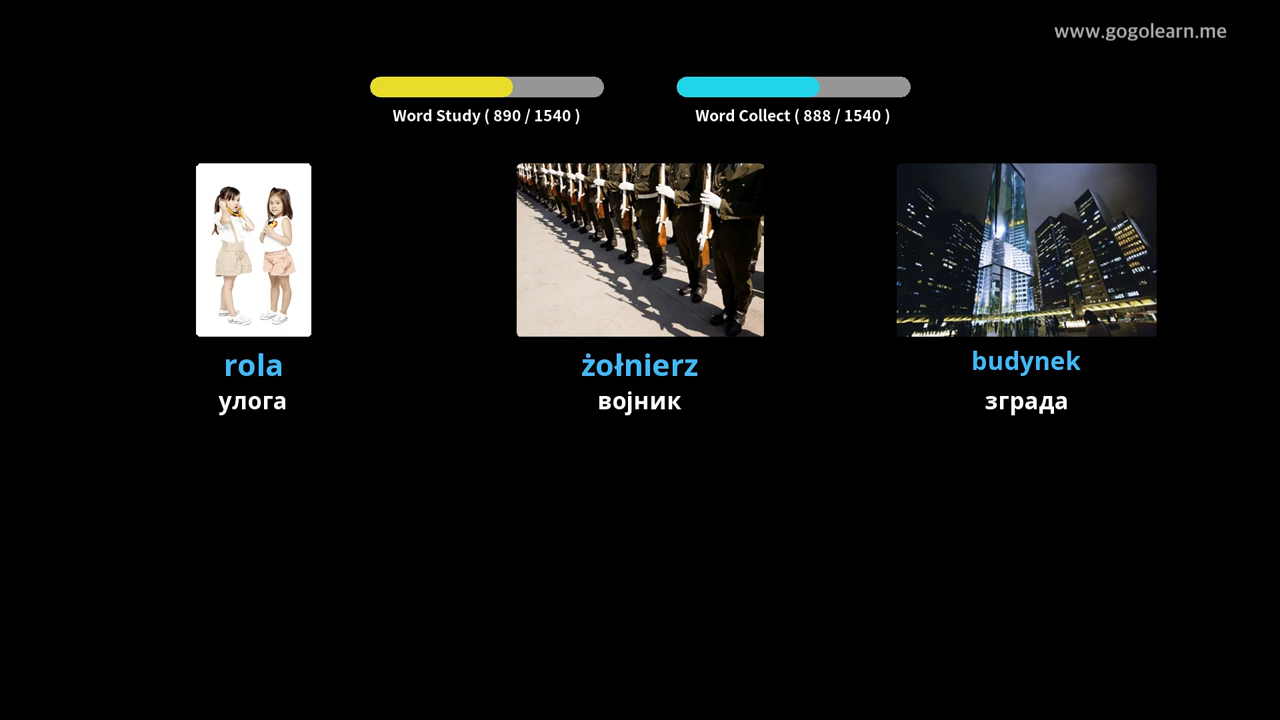 www.gogolearn.me
Word Study ( 890 / 1540 )
Word Collect ( 888 / 1540 )
rola
улога
żołnierz
војник
budynek
зграда